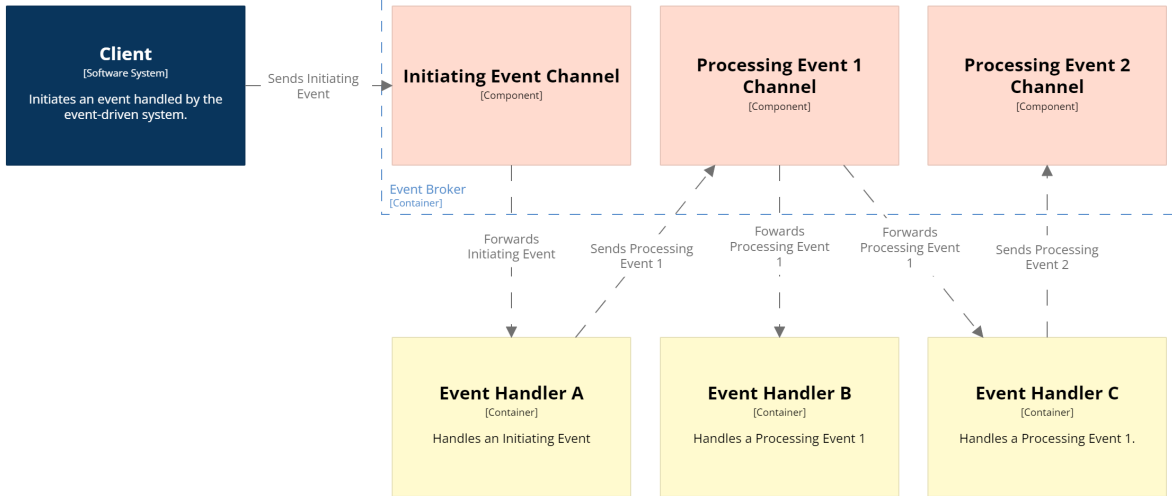 Client
[Software System]
Initiates an event handled by the
event-driven system.
Sends Initiating
Event
Initiating Event Channel
[Component]
Processing Event 1
Channel
[Component]
Processing Event 2
Channel
[Component]
Event Broker
[Container]
Forwards
Initiating Event
Sends Processing
Event 1
Fowards
Processing Event
1
Forwards
Processing Event
1
Sends Processing
Event 2
Event Handler A
[Container]
Handles an Initiating Event
Event Handler B
[Container]
Handles a Processing Event 1
Event Handler C
[Container]
Handles a Processing Event 1.